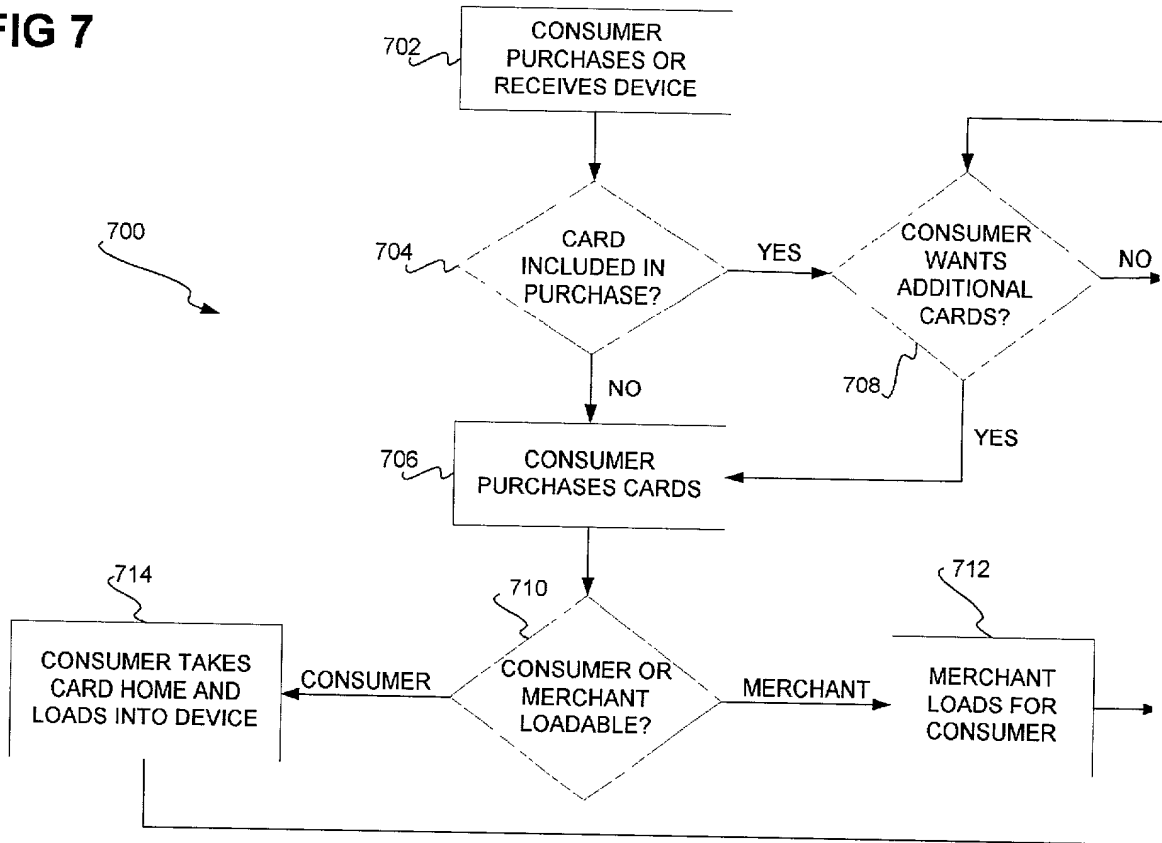 FIG 7
702
CONSUMER
PURCHASES OR
RECEIVES DEVICE
700
704
CARD
INCLUDED IN
PURCHASE?
YES
CONSUMER
WANTS
ADDITIONAL
CARDS?
NO
708
NO
YES
706
CONSUMER
PURCHASES CARDS
714
710
712
CONSUMER TAKES
CARD HOME AND
LOADS INTO DEVICE
CONSUMER
CONSUMER OR
MERCHANT
LOADABLE?
MERCHANT
MERCHANT
LOADS FOR
CONSUMER